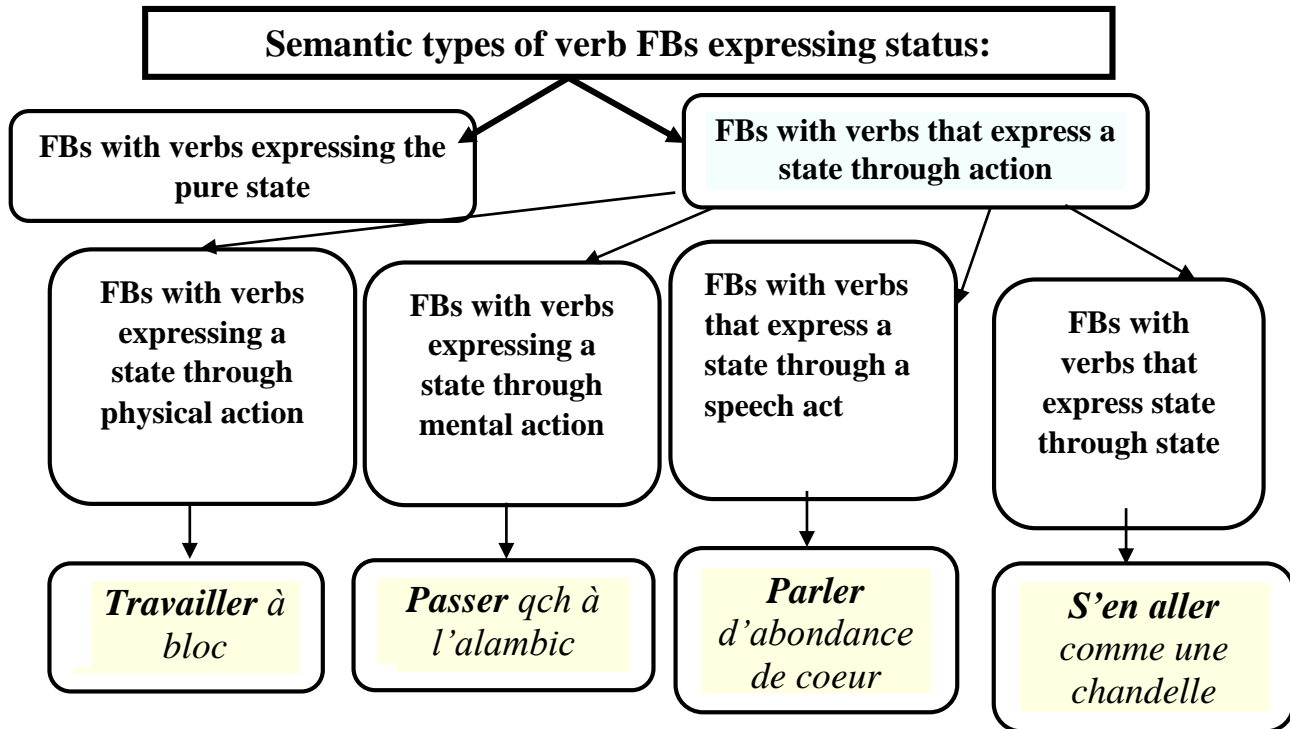 Semantic types of verb FBs expressing status:
FBs with verbs expressing the
pure state
FBs with verbs that express a
state through action
FBs with verbs
expressing a
state through
physical action
FBs with verbs
expressing a
state through
mental action
FBs with verbs
that express a
state through a
speech act
FBs with
verbs that
express state
through state
Travailler à
bloc
Passer qch à
l’alambic
Parler
d’abondance
de coeur
S’en aller
comme une
chandelle